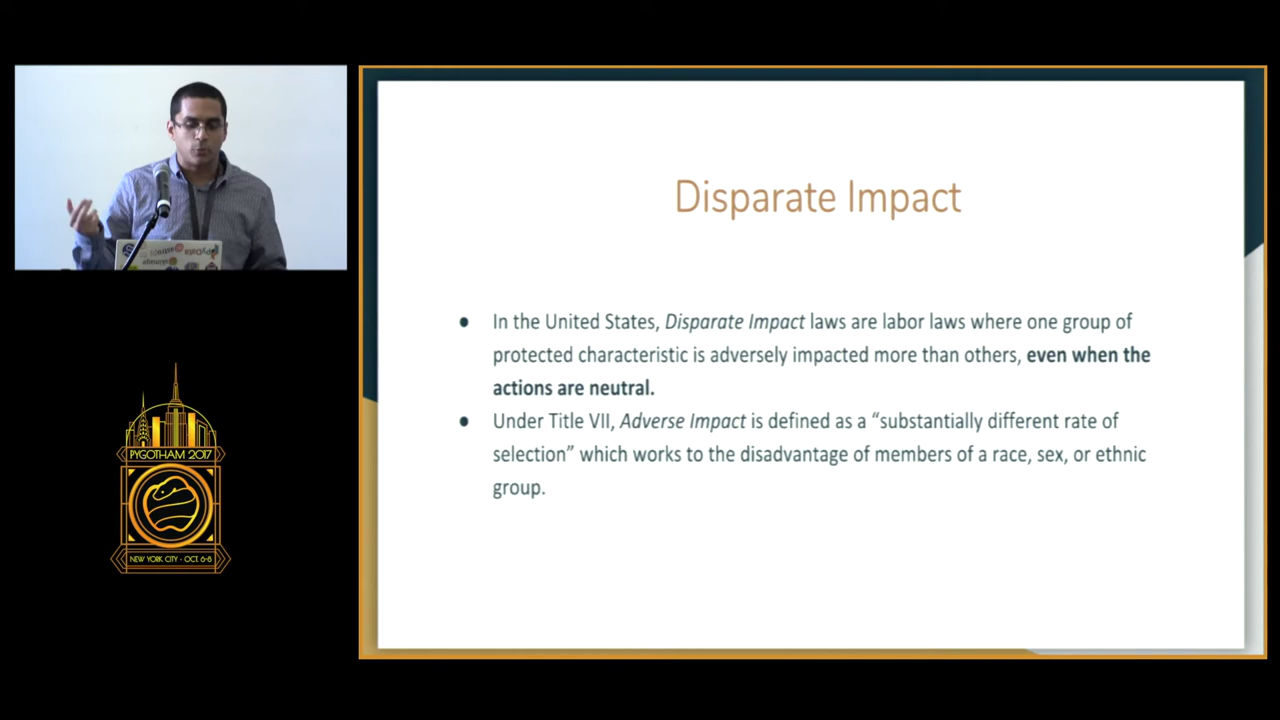 Disparate Impact
● In the United States, Disparate Impact laws are labor laws where one group of
protected characteristic is adversely impacted more than others, even when the
actions are neutral.
● Under Title VII, Adverse Impact is defined as a “substantially different rate of
selection” which works to the disadvantage of members of a race, sex, or ethnic
group.
PYGOTHAM 2017
NEW YORK CITY - OCT. 6-8
PyData